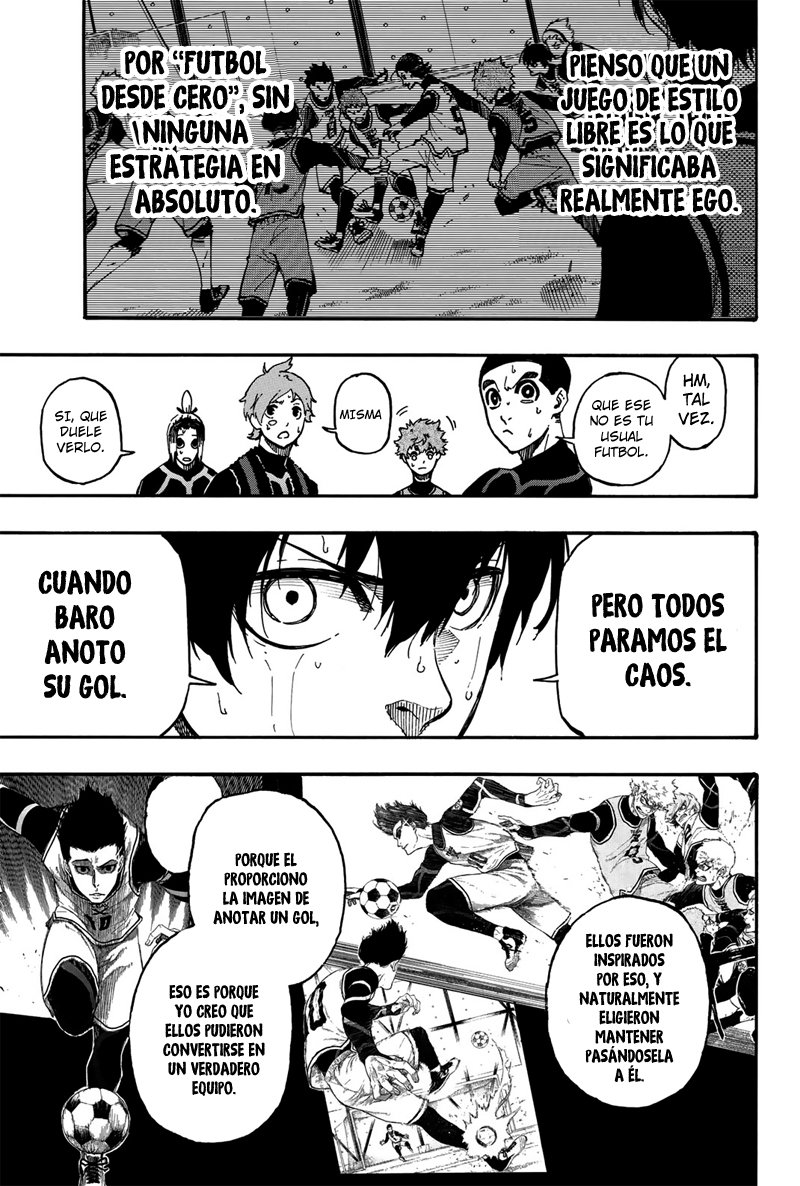 PIENSO QUE UN
JUEGO DE ESTILO
LIBRE ES LO QUE
SIGNIFICABA
REALMENTE EGO.
POR “FUTBOL
DESDE CERO”, SIN
NINGUNA
ESTRATEGIA EN
ABSOLUTO.
HM,
TAL
VEZ.
QUE ESE
NO ES TU
USUAL
FUTBOL.
MISMA
SI, QUE
DUELE
VERLO.
PERO TODOS
PARAMOS EL
CAOS.
CUANDO
BARO
ANOTO
SU GOL.
PORQUE EL
PROPORCIONO
LA IMAGEN DE
ANOTAR UN GOL,
ELLOS FUERON
INSPIRADOS
POR ESO, Y
NATURALMENTE
ELIGIERON
MANTENER
PASÁNDOSELA
A ÉL.
ESO ES PORQUE
YO CREO QUE
ELLOS PUDIERON
CONVERTIRSE EN
UN VERDADERO
EQUIPO.